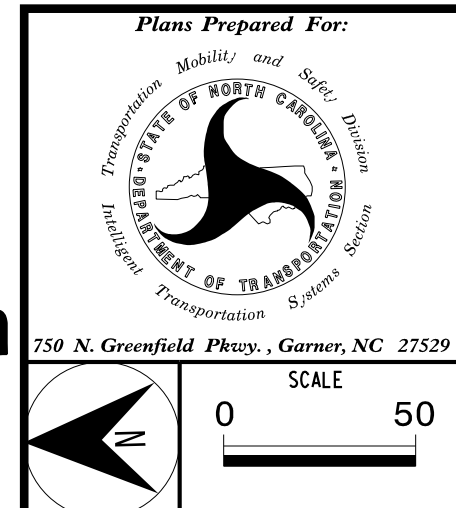 Plans Prepared For:
Transportation Mobility and Safety Division
STATE OF NORTH CAROLINA
DEPARTMENT OF TRANSPORTATION
Intelligent Transportation Systems Section
750 N. Greenfield Pkwy. , Garner, NC 27529
N
SCALE
0 50